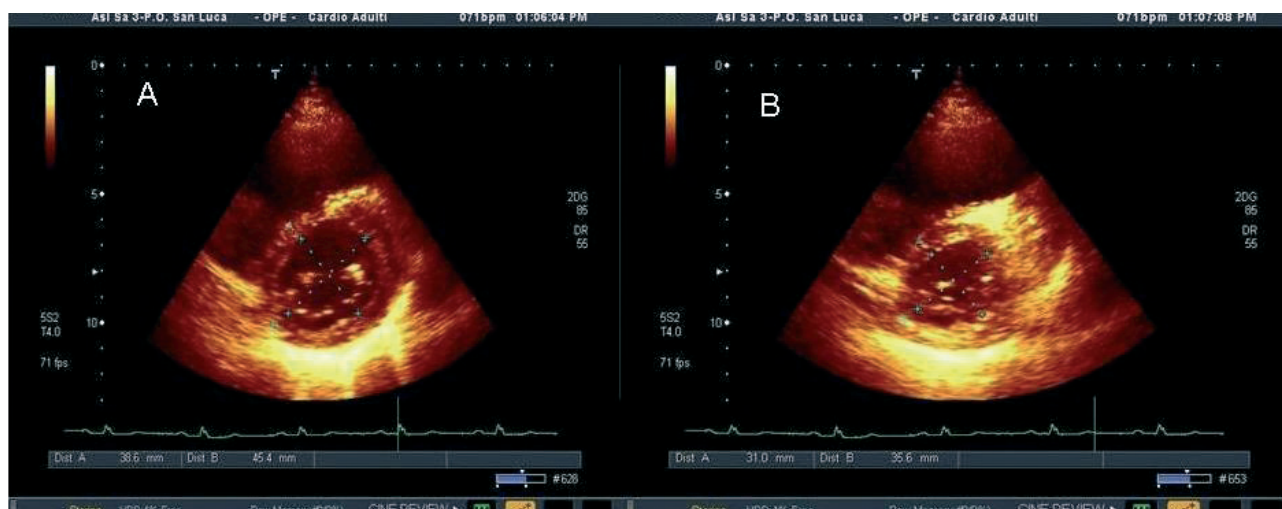 Asl Sa 3-P.O. San Luca - OPE - Cardio Adulti 071bpm 01:06:04 PM
A
T
0
5
10
2DG
85
DR
55
5S2
T4.0
71 fps
Dist A 38.6 mm Dist B 45.4 mm
#628
CINE REVIEW
Asl Sa 3-P.O. San Luca - OPE - Cardio Adulti 071bpm 01:07:08 PM
B
T
0
5
10
2DG
85
DR
55
5S2
T4.0
71 fps
Dist A 31.0 mm Dist B 35.6 mm
#653
CINE REVIEW